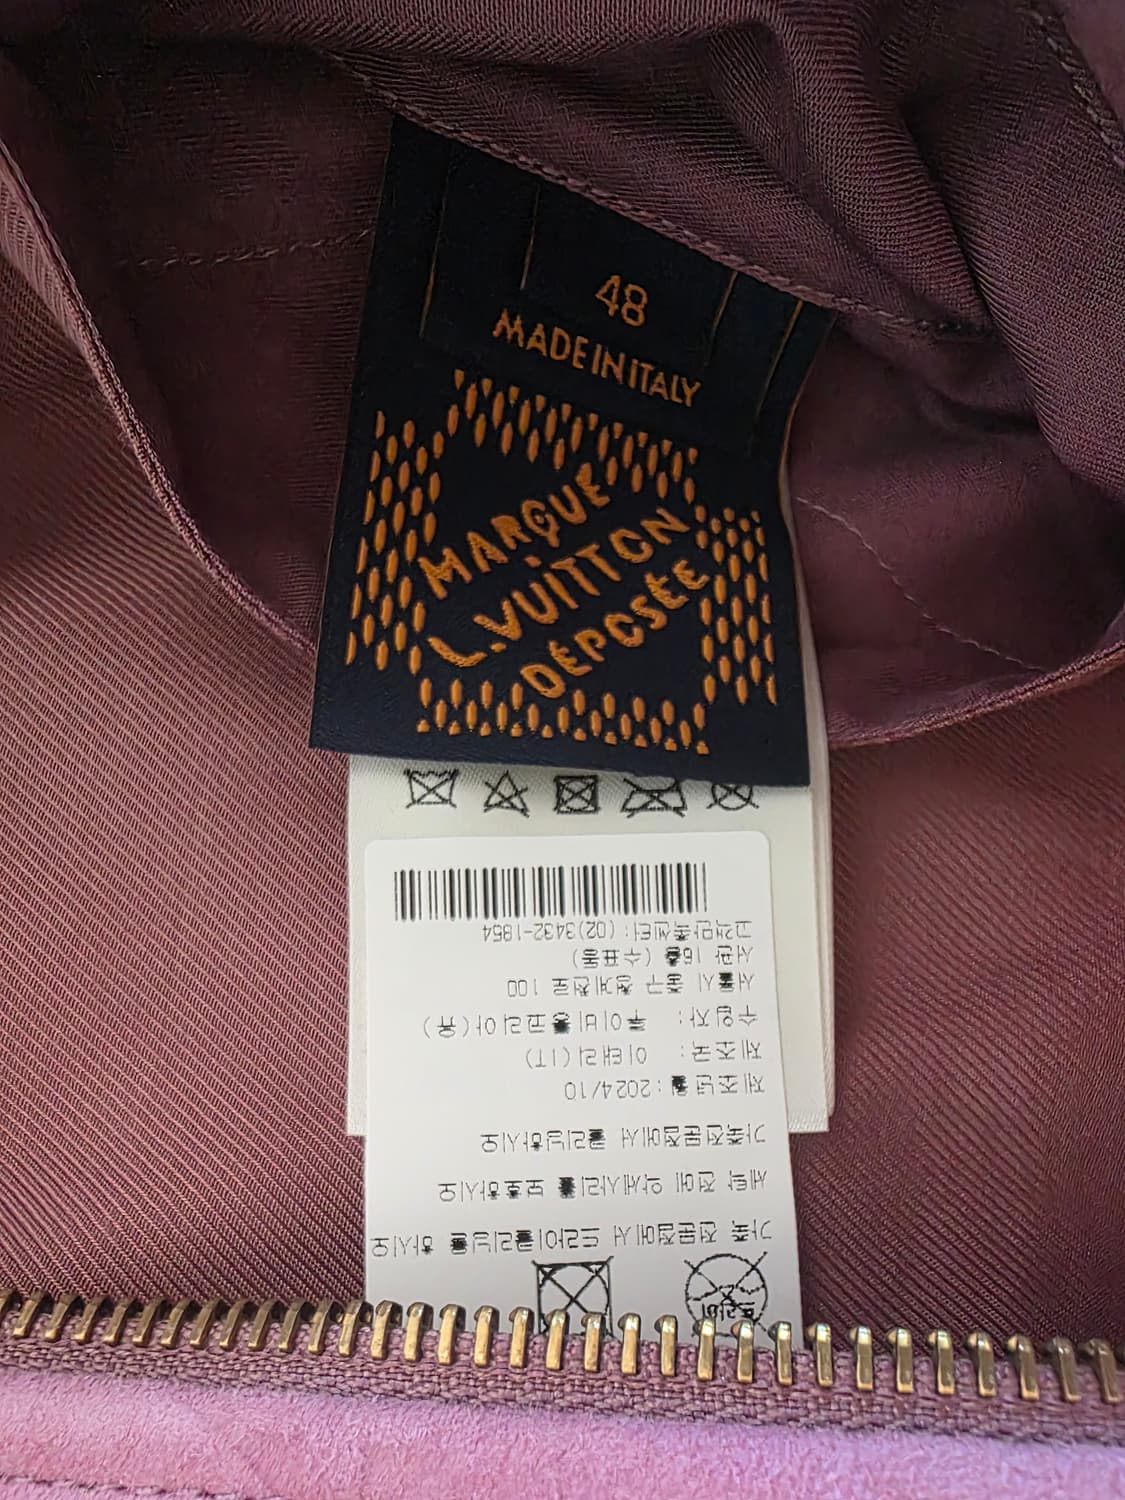 48
MADE IN ITALY
MARQUE
L.VUITTON
DÉPOSÉE
가죽 전문점에서 드라이클리닝을 하시오
세탁 전에 악세사리를 보호하시오
가죽전문점에서 클리닝하시오
제조년월:2024/10
제조국: 이태리(IT)
수입자: 루이비통코리아(유)
서울시 중구 청계천로 100
서관 16층 (수표동)
고객만족센터:(02)3432-1854